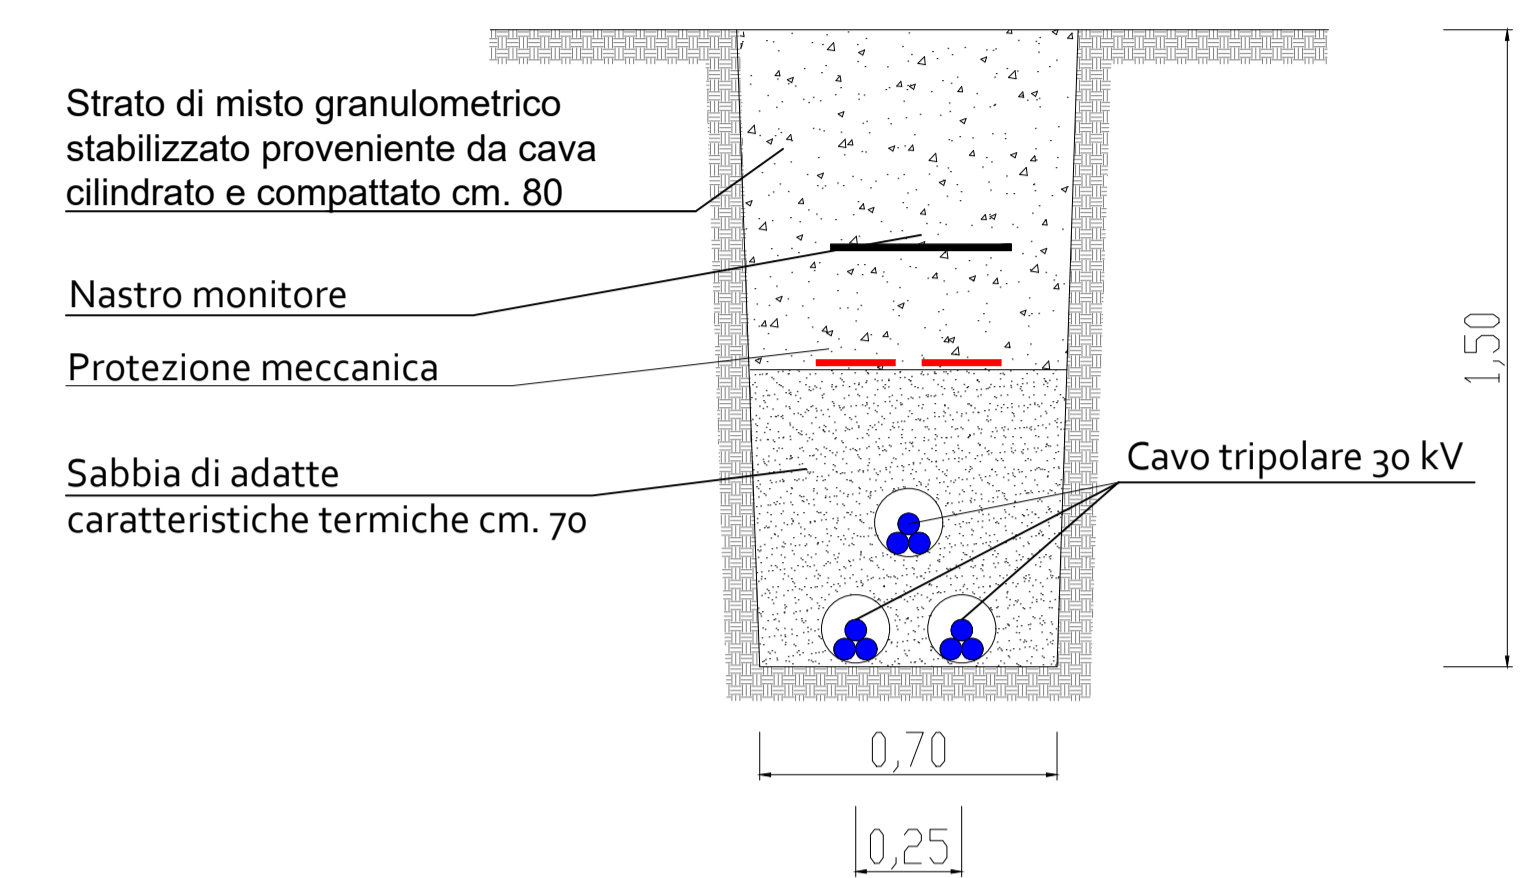 Strato di misto granulometrico
stabilizzato proveniente da cava
cilindrato e compattato cm. 80
Nastro monitore
Protezione meccanica
Sabbia di adatte
caratteristiche termiche cm. 70
Cavo tripolare 30 kV
1,50
0,70
0,25